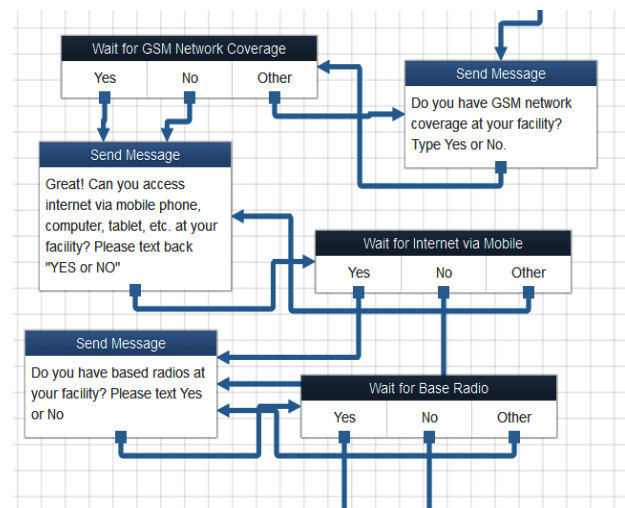 Wait for GSM Network Coverage
Yes No Other
Send Message
Do you have GSM network
coverage at your facility?
Type Yes or No.
Send Message
Great! Can you access
internet via mobile phone,
computer, tablet, etc. at your
facility? Please text back
"YES or NO"
Wait for Internet via Mobile
Yes No Other
Send Message
Do you have based radios at
your facility? Please text Yes
or No
Wait for Base Radio
Yes No Other